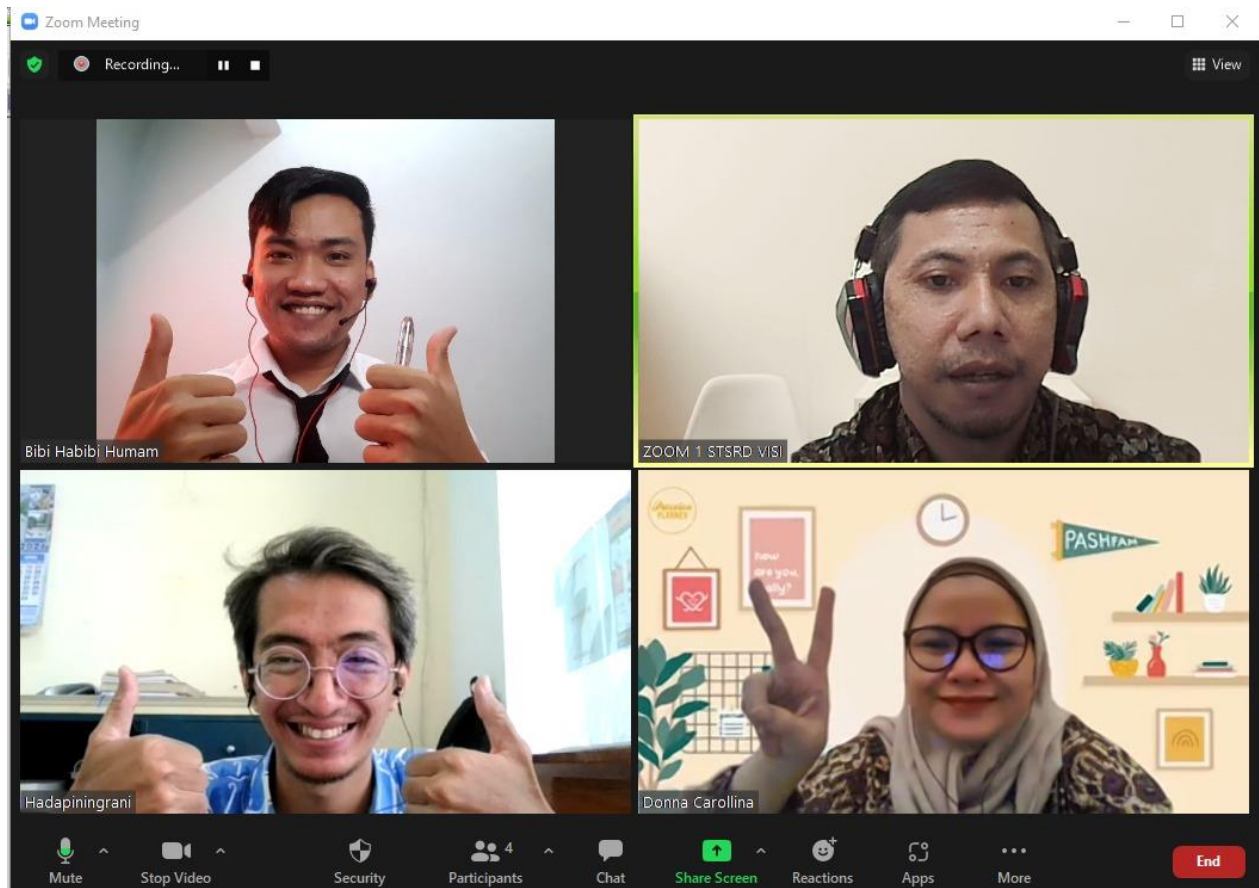 Zoom Meeting
Recording...
View
Bibi Habibi Humam
ZOOM 1 STSRD VISI
how
are you,
PASHFAM
Hadapiningrani
Donna Carollina
Mute
Stop Video
Security
4
Participants
Chat
Share Screen
Reactions
Apps
More
End